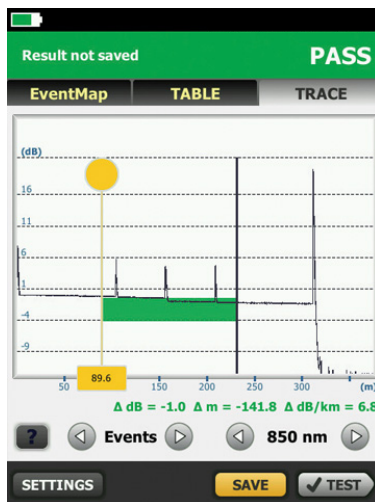 Result not saved
PASS
EventMap TABLE TRACE
(dB)
16
11
6
1
-4
-9
50 89.6 150 200 250 300 (m)
Δ dB = -1.0 Δ m = -141.8 Δ dB/km = 6.8
? Events 850 nm
SETTINGS SAVE ✓ TEST